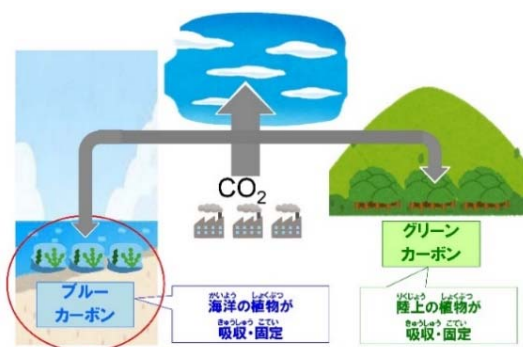 CO2
グリーン
カーボン
ブルー
カーボン
かいよう しょくぶつ
海洋の植物が
きゅうしゅう こてい
吸収・固定
りくじょう しょくぶつ
陸上の植物が
きゅうしゅう こてい
吸収・固定